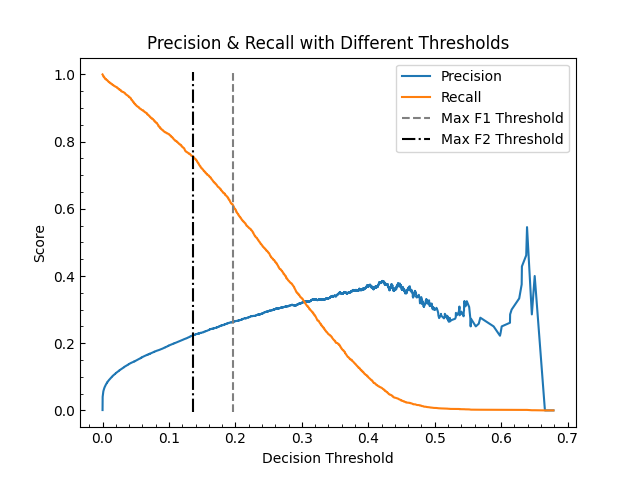 Precision & Recall with Different Thresholds
Precision
Recall
Max F1 Threshold
Max F2 Threshold
Score
1.0
0.8
0.6
0.4
0.2
0.0
0.0 0.1 0.2 0.3 0.4 0.5 0.6 0.7
Decision Threshold